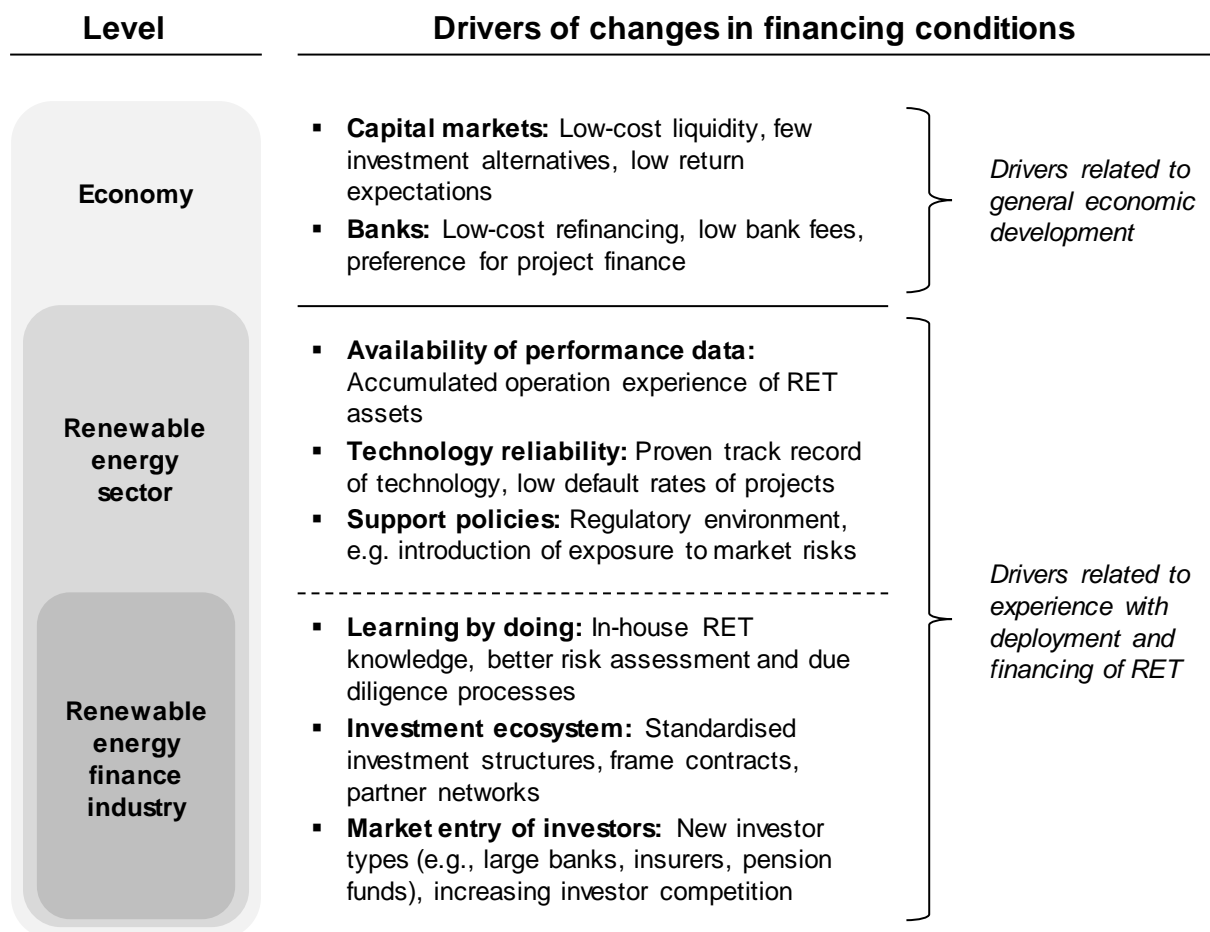 Level
Drivers of changes in financing conditions
Economy
▪ Capital markets: Low-cost liquidity, few
investment alternatives, low return
expectations
▪ Banks: Low-cost refinancing, low bank fees,
preference for project finance
Drivers related to
general economic
development
Renewable
energy
sector
▪ Availability of performance data:
Accumulated operation experience of RET
assets
▪ Technology reliability: Proven track record
of technology, low default rates of projects
▪ Support policies: Regulatory environment,
e.g. introduction of exposure to market risks
Renewable
energy
finance
industry
▪ Learning by doing: In-house RET
knowledge, better risk assessment and due
diligence processes
▪ Investment ecosystem: Standardised
investment structures, frame contracts,
partner networks
▪ Market entry of investors: New investor
types (e.g., large banks, insurers, pension
funds), increasing investor competition
Drivers related to
experience with
deployment and
financing of RET